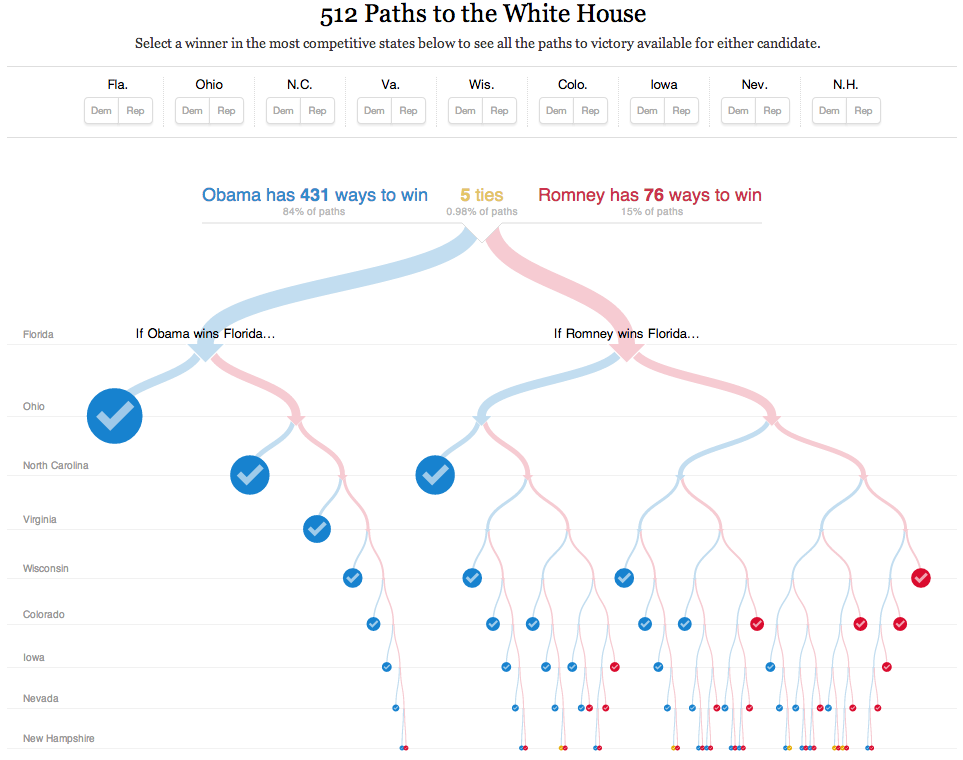 512 Paths to the White House
Select a winner in the most competitive states below to see all the paths to victory available for either candidate.
Fla. Ohio N.C. Va. Wis. Colo. Iowa Nev. N.H.
Dem Rep Dem Rep Dem Rep Dem Rep Dem Rep Dem Rep Dem Rep Dem Rep Dem Rep
Obama has 431 ways to win 5 ties Romney has 76 ways to win
84% of paths 0.98% of paths 15% of paths
Florida If Obama wins Florida… If Romney wins Florida…
Ohio
North Carolina
Virginia
Wisconsin
Colorado
Iowa
Nevada
New Hampshire